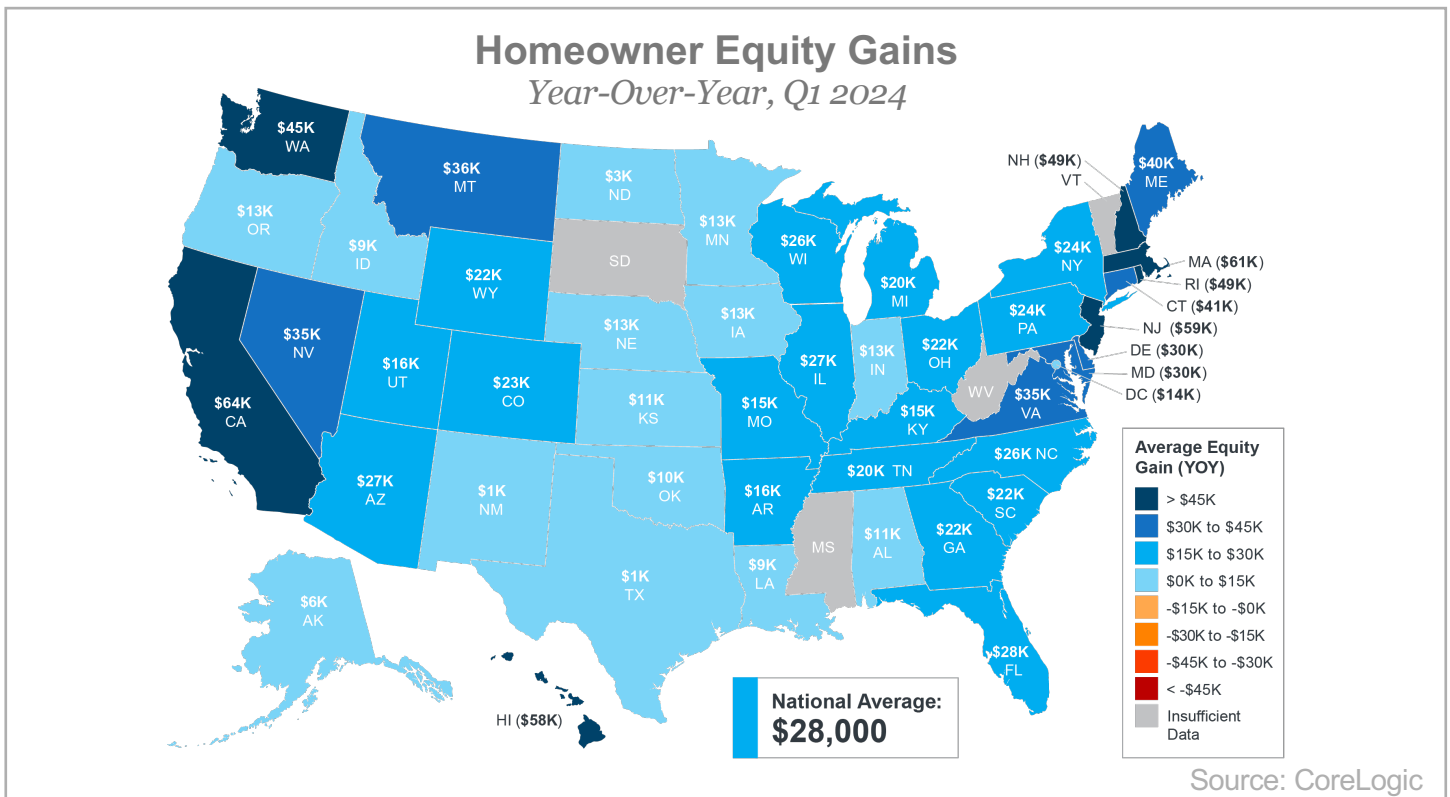 Homeowner Equity Gains
Year-Over-Year, Q1 2024
$45K
WA
$36K
MT
$3K
ND
$13K
MN
$13K
OR
$9K
ID
$22K
WY
SD
$26K
WI
$20K
MI
$24K
NY
NH ($49K)
VT
$40K
ME
MA ($61K)
RI ($49K)
CT ($41K)
NJ ($59K)
DE ($30K)
MD ($30K)
DC ($14K)
$35K
NV
$16K
UT
$23K
CO
$13K
NE
$13K
IA
$27K
IL
$13K
IN
$22K
OH
$24K
PA
WV
$35K
VA
$64K
CA
$11K
KS
$15K
MO
$15K
KY
$26K NC
$20K TN
$27K
AZ
$1K
NM
$10K
OK
$16K
AR
$22K
SC
MS
$11K
AL
$22K
GA
$1K
TX
$9K
LA
$28K
FL
$6K
AK
HI ($58K)
National Average:
$28,000
Average Equity
Gain (YOY)
> $45K
$30K to $45K
$15K to $30K
$0K to $15K
-$15K to -$0K
-$30K to -$15K
-$45K to -$30K
< -$45K
Insufficient
Data
Source: CoreLogic